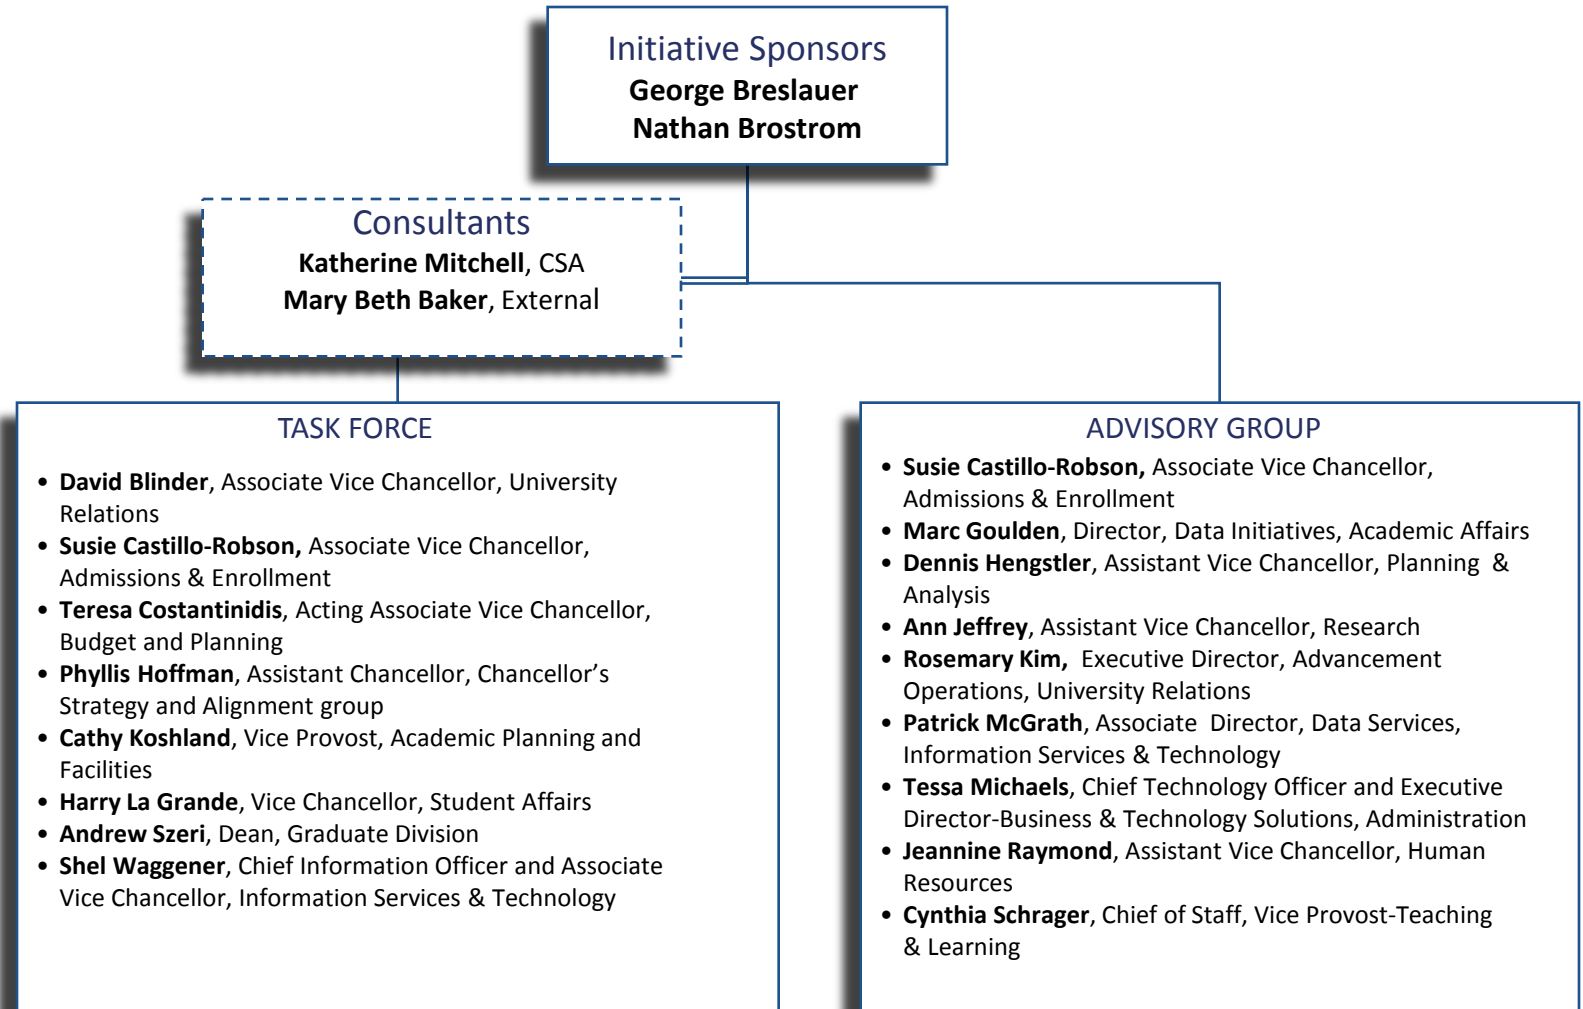 Initiative Sponsors
George Breslauer
Nathan Brostrom
Consultants
Katherine Mitchell, CSA
Mary Beth Baker, External
TASK FORCE
• David Blinder, Associate Vice Chancellor, University
Relations
• Susie Castillo-Robson, Associate Vice Chancellor,
Admissions & Enrollment
• Teresa Costantinidis, Acting Associate Vice Chancellor,
Budget and Planning
• Phyllis Hoffman, Assistant Chancellor, Chancellor’s
Strategy and Alignment group
• Cathy Koshland, Vice Provost, Academic Planning and
Facilities
• Harry La Grande, Vice Chancellor, Student Affairs
• Andrew Szeri, Dean, Graduate Division
• Shel Waggener, Chief Information Officer and Associate
Vice Chancellor, Information Services & Technology
ADVISORY GROUP
• Susie Castillo-Robson, Associate Vice Chancellor,
Admissions & Enrollment
• Marc Goulden, Director, Data Initiatives, Academic Affairs
• Dennis Hengstler, Assistant Vice Chancellor, Planning &
Analysis
• Ann Jeffrey, Assistant Vice Chancellor, Research
• Rosemary Kim, Executive Director, Advancement
Operations, University Relations
• Patrick McGrath, Associate Director, Data Services,
Information Services & Technology
• Tessa Michaels, Chief Technology Officer and Executive
Director-Business & Technology Solutions, Administration
• Jeannine Raymond, Assistant Vice Chancellor, Human
Resources
• Cynthia Schrager, Chief of Staff, Vice Provost-Teaching
& Learning